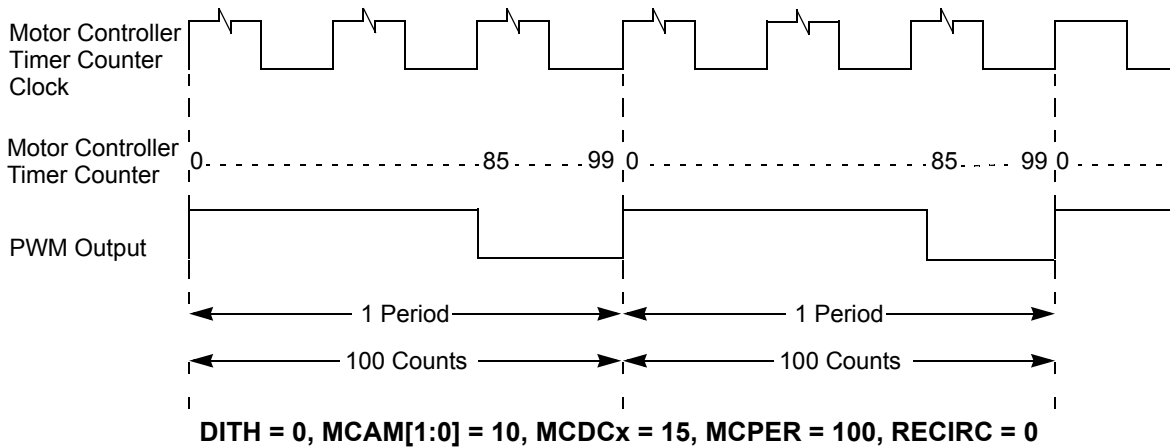 Motor Controller
Timer Counter
Clock
Motor Controller
Timer Counter
0 85 99 0 85 99 0
PWM Output
1 Period 1 Period
100 Counts 100 Counts
DITH = 0, MCAM[1:0] = 10, MCDCx = 15, MCPER = 100, RECIRC = 0